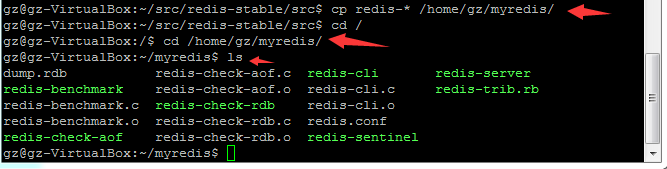 gz@gz-VirtualBox:~/src/redis-stable/src$ cp redis-* /home/gz/myredis/
gz@gz-VirtualBox:~/src/redis-stable/src$ cd /
gz@gz-VirtualBox:/$ cd /home/gz/myredis/
gz@gz-VirtualBox:~/myredis$ ls
dump.rdb redis-check-aof.c redis-cli redis-server
redis-benchmark redis-check-aof.o redis-cli.c redis-trib.rb
redis-benchmark.c redis-check-rdb redis-cli.o
redis-benchmark.o redis-check-rdb.c redis.conf
redis-check-aof redis-check-rdb.o redis-sentinel
gz@gz-VirtualBox:~/myredis$